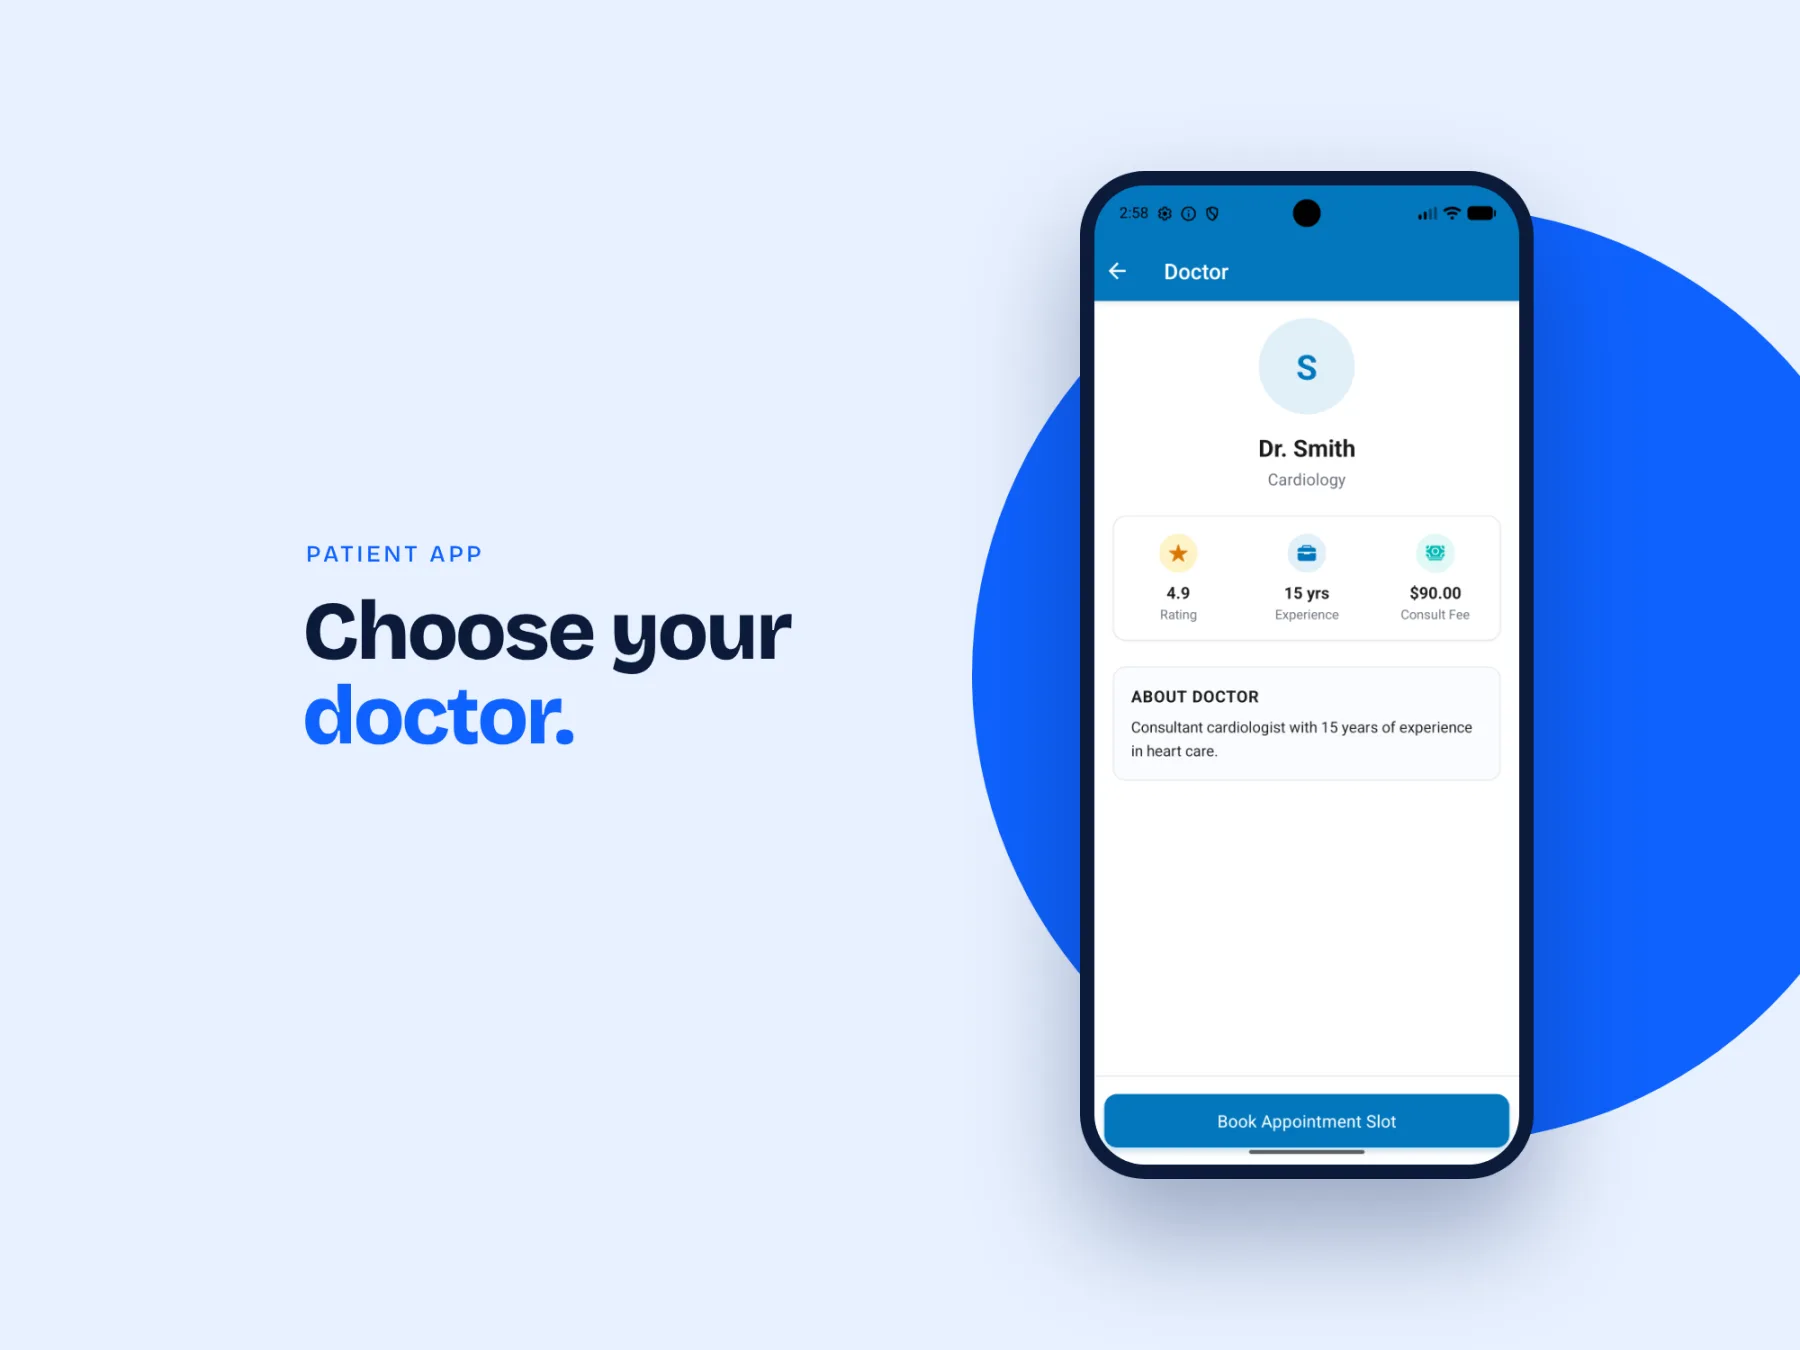 PATIENT APP
Choose your
doctor.
2:58
Doctor
S
Dr. Smith
Cardiology
4.9
Rating
15 yrs
Experience
$90.00
Consult Fee
ABOUT DOCTOR
Consultant cardiologist with 15 years of experience
in heart care.
Book Appointment Slot